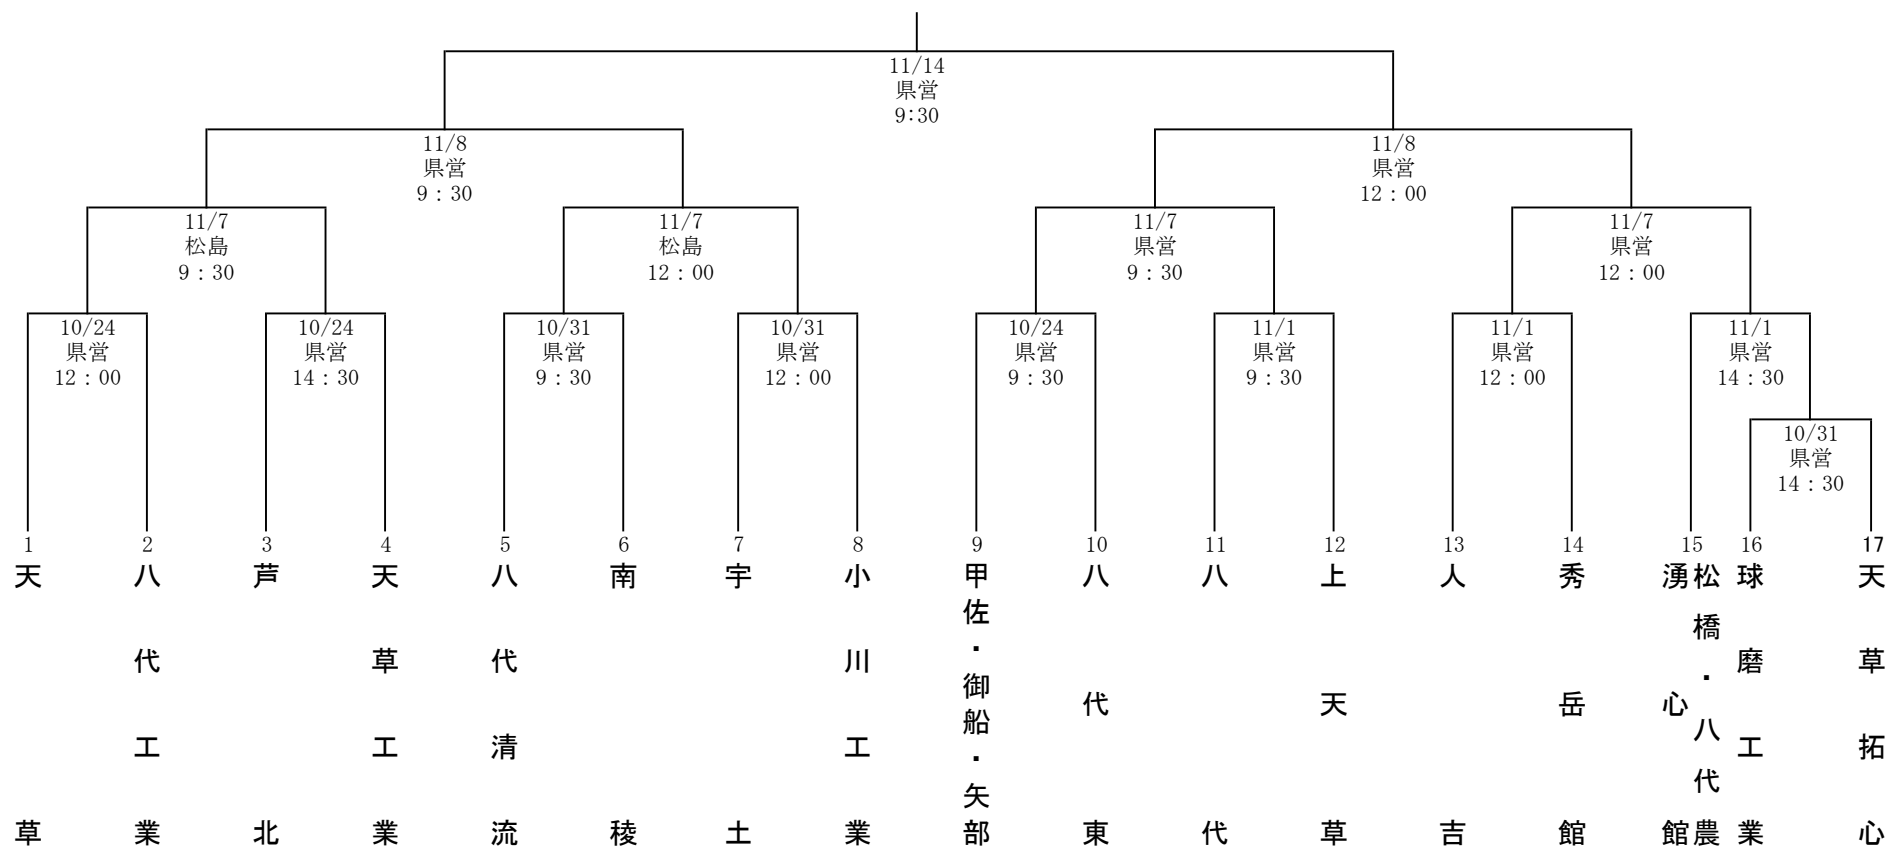 11/14
県営
9:30
11/8
県営
9：30
11/8
県営
12：00
11/7
松島
9：30
11/7
松島
12：00
11/7
県営
9：30
11/7
県営
12：00
10/24
県営
12：00
10/24
県営
14：30
10/31
県営
9：30
10/31
県営
12：00
10/24
県営
9：30
11/1
県営
9：30
11/1
県営
12：00
11/1
県営
14：30
10/31
県営
14：30
1
天草
2
八代工業
3
芦北
4
天草工業
5
八代清流
6
南稜
7
宇土
8
小川工業
9
甲佐・御船・矢部
10
八代東
11
八代
12
上天草
13
人吉
14
秀岳館
15
湧心館
松橋・八代農
16
球磨工業
17
天草拓心